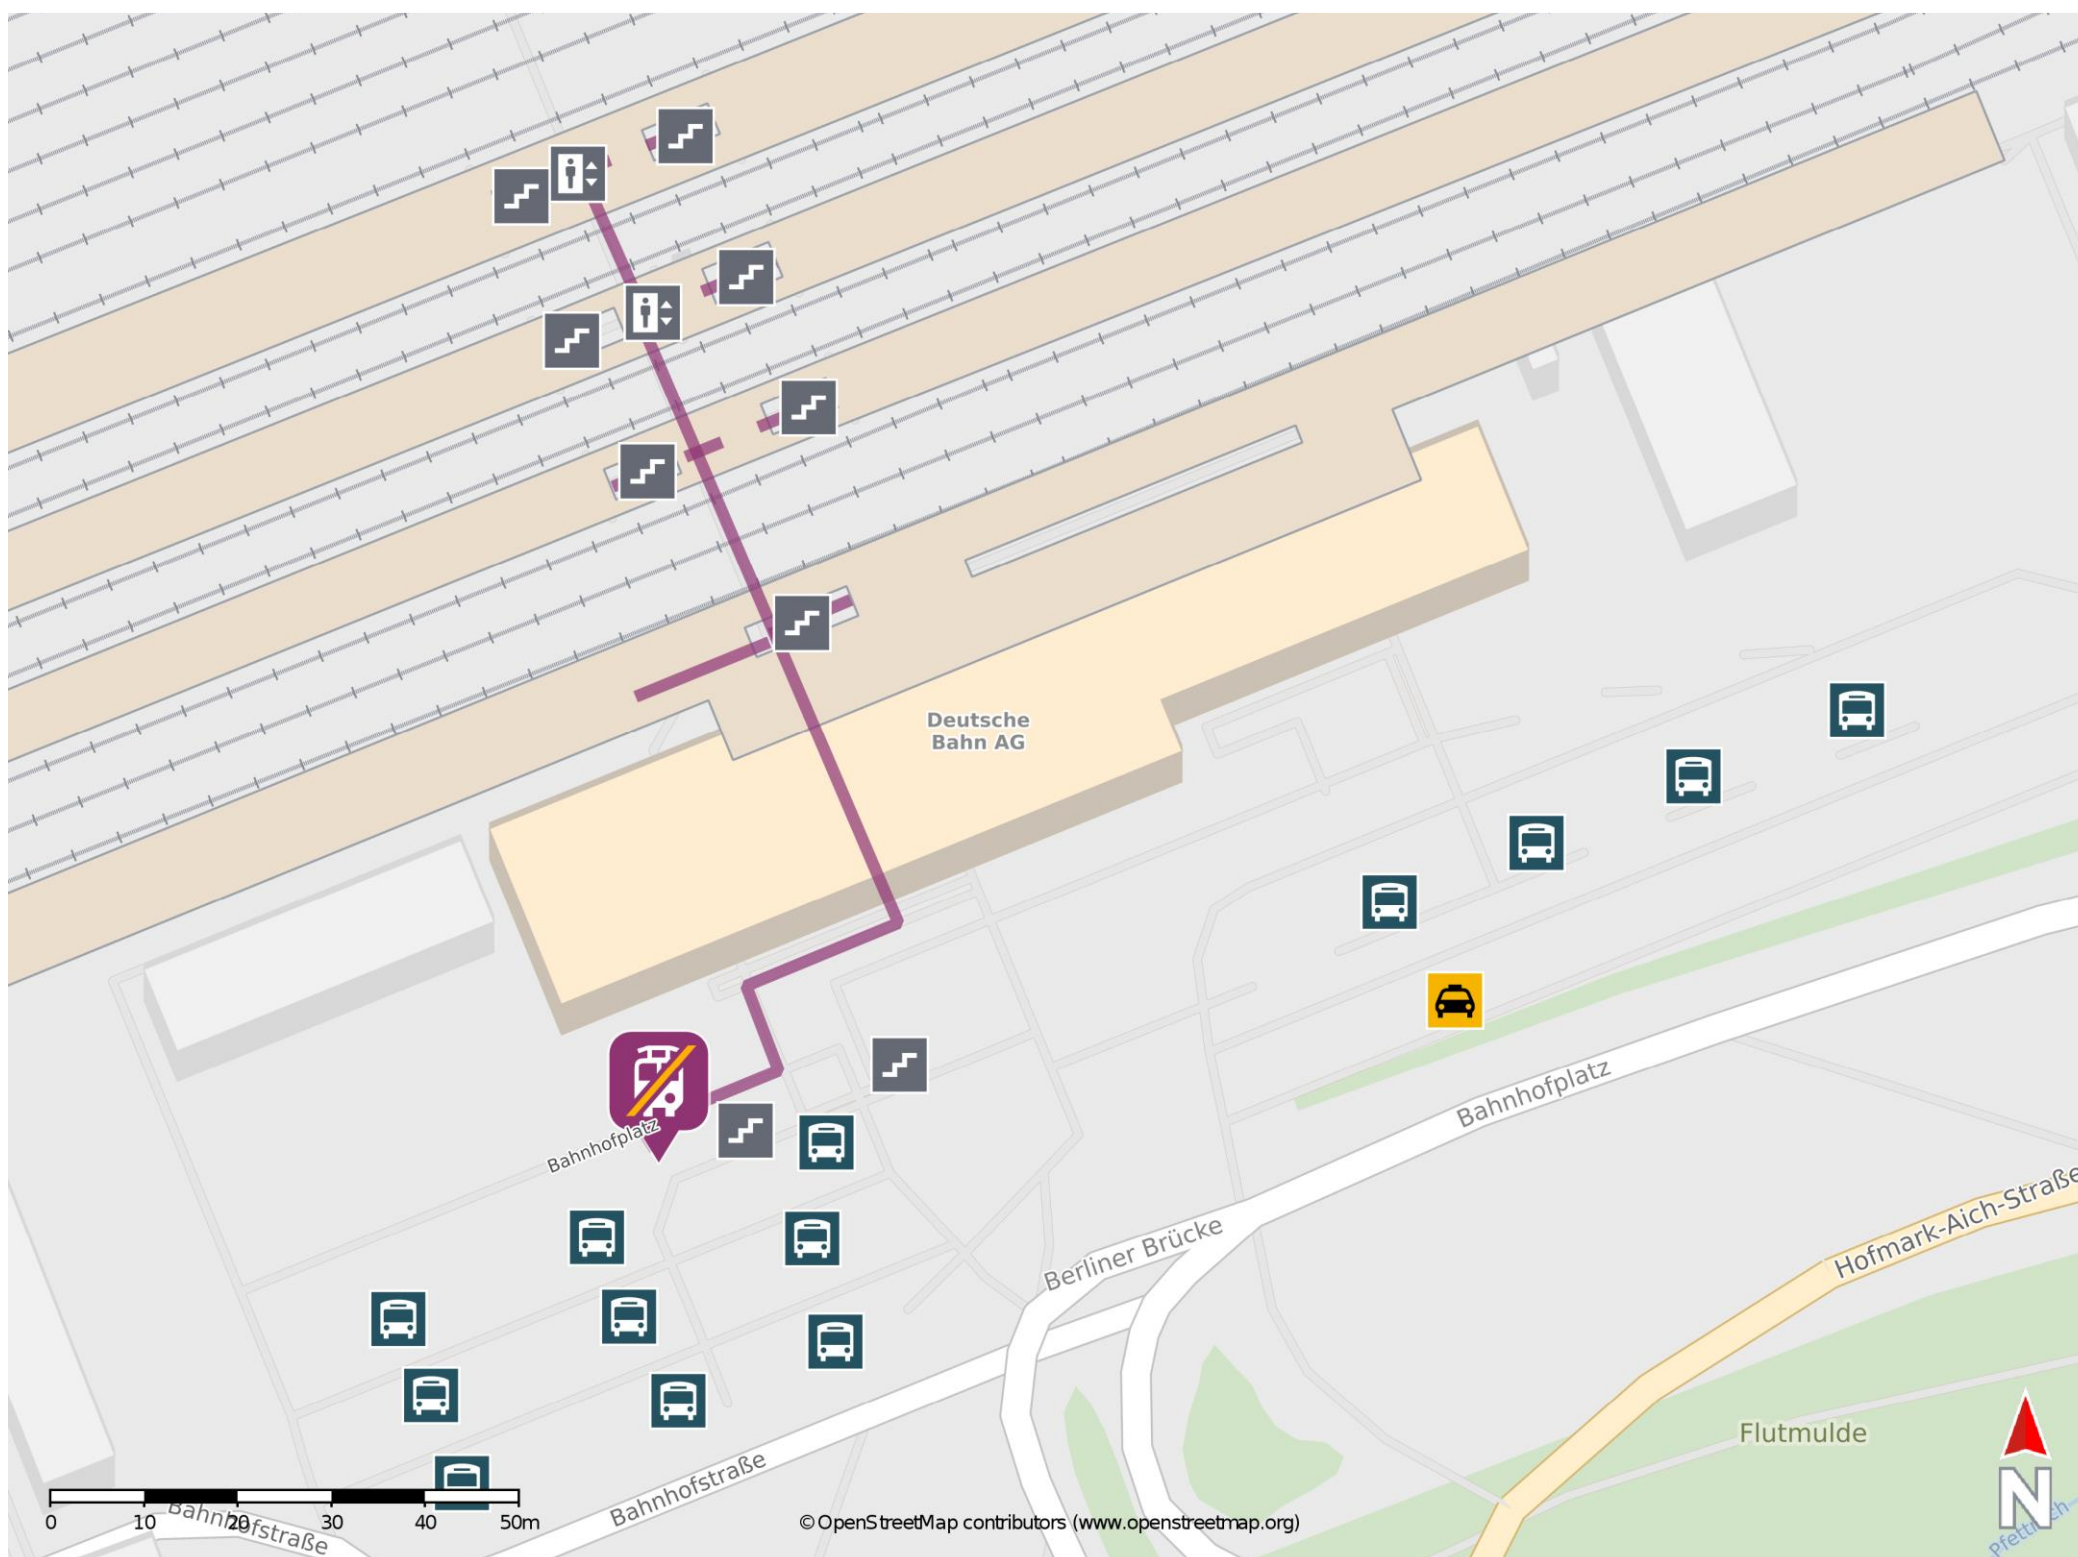 Deutsche
Bahn AG
Bahnhofplatz
Bahnhofplatz
Hofmark-Aich-Straße
Berliner Brücke
Flutmulde
Bahnhofstraße
Bahnhofstraße
0 10 20 30 40 50m
© OpenStreetMap contributors (www.openstreetmap.org)
N